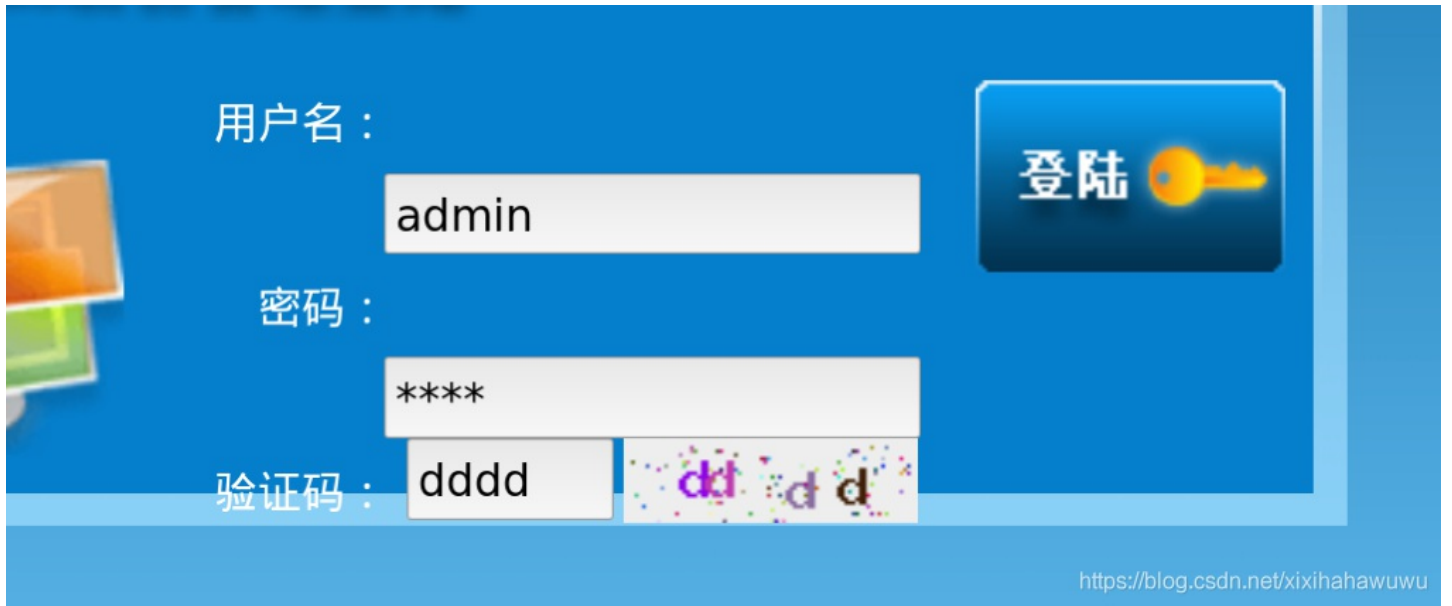 用户名：
登陆
admin
密码：
****
验证码：
dddd
dd d d
https://blog.csdn.net/xixihahawuwu